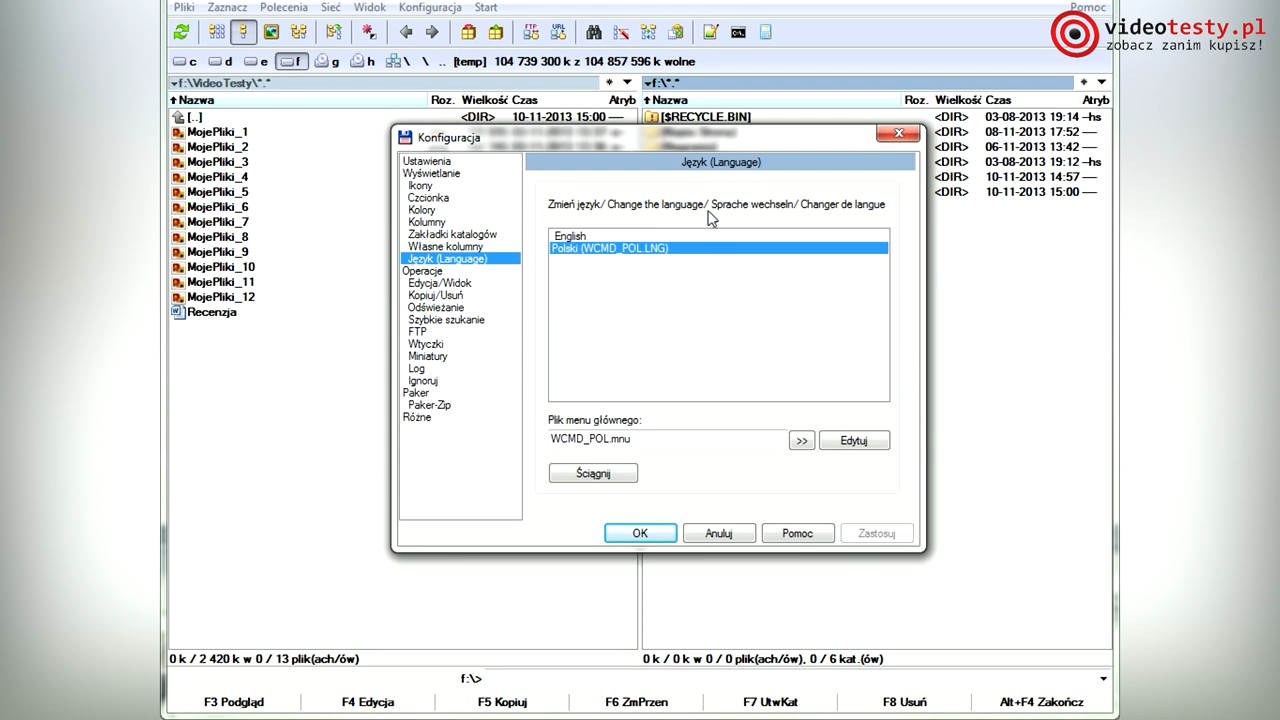 Pliki Zaznacz Polecenia Sieć Widok Konfiguracja Start Pomoc
videotesty.pl
zobacz zanim kupisz!
FTP URL
c d e f g h \ \ .. [temp] 104 739 300 k z 104 857 596 k wolne
f:\VideoTesty\*.* * f:\*.* *
Nazwa Roz. Wielkość Czas Atryb Nazwa Roz. Wielkość Czas Atryb
[..] <DIR> 10-11-2013 15:00 ---- [$RECYCLE.BIN] <DIR> 03-08-2013 19:14 --hs
MojePliki_1 <DIR> 08-11-2013 17:52 ----
MojePliki_2 <DIR> 06-11-2013 13:42 ----
MojePliki_3 <DIR> 03-08-2013 19:12 --hs
MojePliki_4 <DIR> 10-11-2013 14:57 ----
MojePliki_5 <DIR> 10-11-2013 15:00 ----
MojePliki_6
MojePliki_7
MojePliki_8
MojePliki_9
MojePliki_10
MojePliki_11
MojePliki_12
Recenzja
Konfiguracja
Ustawienia
Wyświetlanie
Ikony
Czcionka
Kolory
Kolumny
Zakładki katalogów
Własne kolumny
Język (Language)
Operacje
Edycja/Widok
Kopiuj/Usuń
Odświeżanie
Szybkie szukanie
FTP
Wtyczki
Miniatury
Log
Ignoruj
Paker
Paker-Zip
Różne
Język (Language)
Zmień język/ Change the language/ Sprache wechseln/ Changer de langue
English
Polski (WCMD_POL.LNG)
Plik menu głównego:
WCMD_POL.mnu >> Edytuj
Ściągnij
OK Anuluj Pomoc Zastosuj
0 k / 2 420 k w 0 / 13 plik(ach/ów) 0 k / 0 k w 0 / 0 plik(ach/ów), 0 / 6 kat.(ów)
f:\>
F3 Podgląd F4 Edycja F5 Kopiuj F6 ZmPrzen F7 UtwKat F8 Usuń Alt+F4 Zakończ